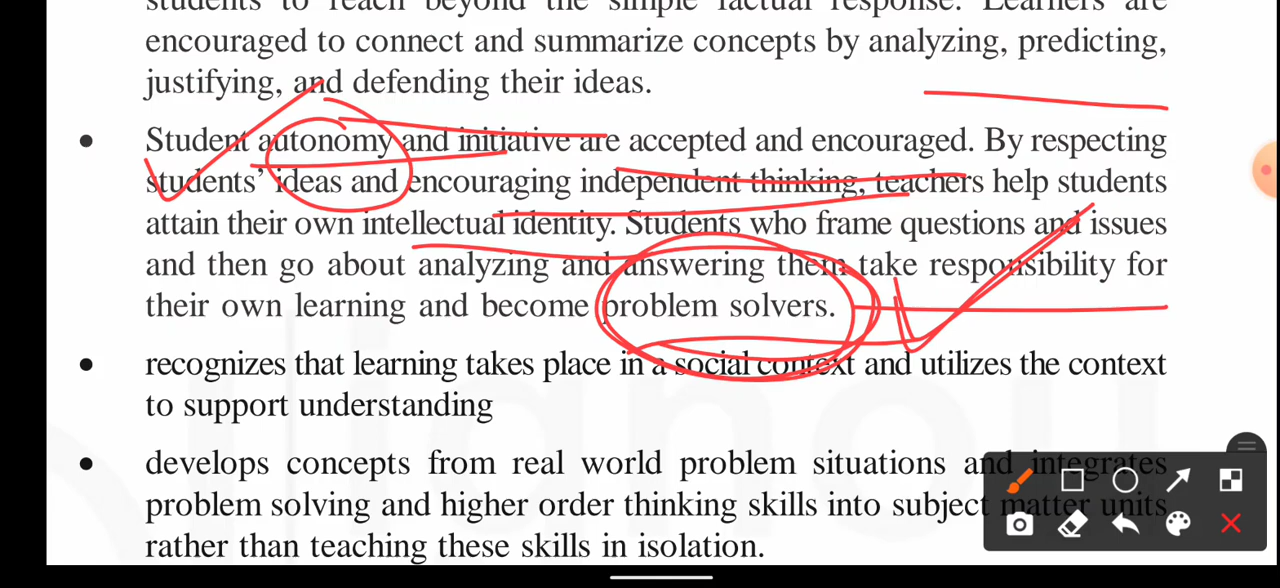 students to reach beyond the simple factual response. Learners are
encouraged to connect and summarize concepts by analyzing, predicting,
justifying, and defending their ideas.
• Student autonomy and initiative are accepted and encouraged. By respecting
students’ ideas and encouraging independent thinking, teachers help students
attain their own intellectual identity. Students who frame questions and issues
and then go about analyzing and answering them take responsibility for
their own learning and become problem solvers.
• recognizes that learning takes place in a social context and utilizes the context
to support understanding
• develops concepts from real world problem situations and integrates
problem solving and higher order thinking skills into subject matter units
rather than teaching these skills in isolation.
ignou